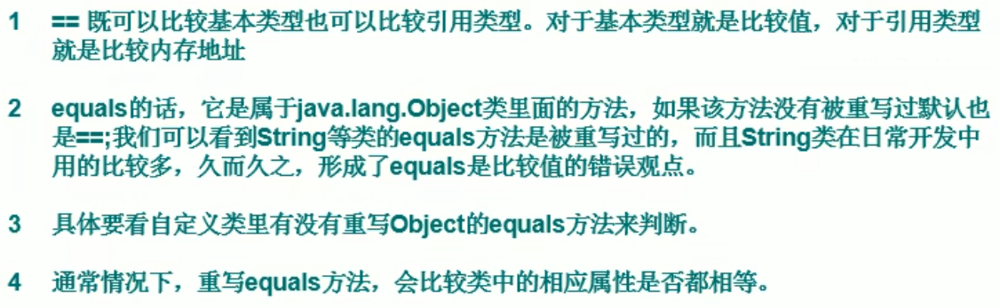 1 == 既可以比较基本类型也可以比较引用类型。对于基本类型就是比较值，对于引用类型
就是比较内存地址
2 equals的话，它是属于java.lang.Object类里面的方法，如果该方法没有被重写过默认也
是==;我们可以看到String等类的equals方法是被重写过的，而且String类在日常开发中
用的比较多，久而久之，形成了equals是比较值的错误观点。
3 具体要看自定义类里有没有重写Object的equals方法来判断。
4 通常情况下，重写equals方法，会比较类中的相应属性是否都相等。